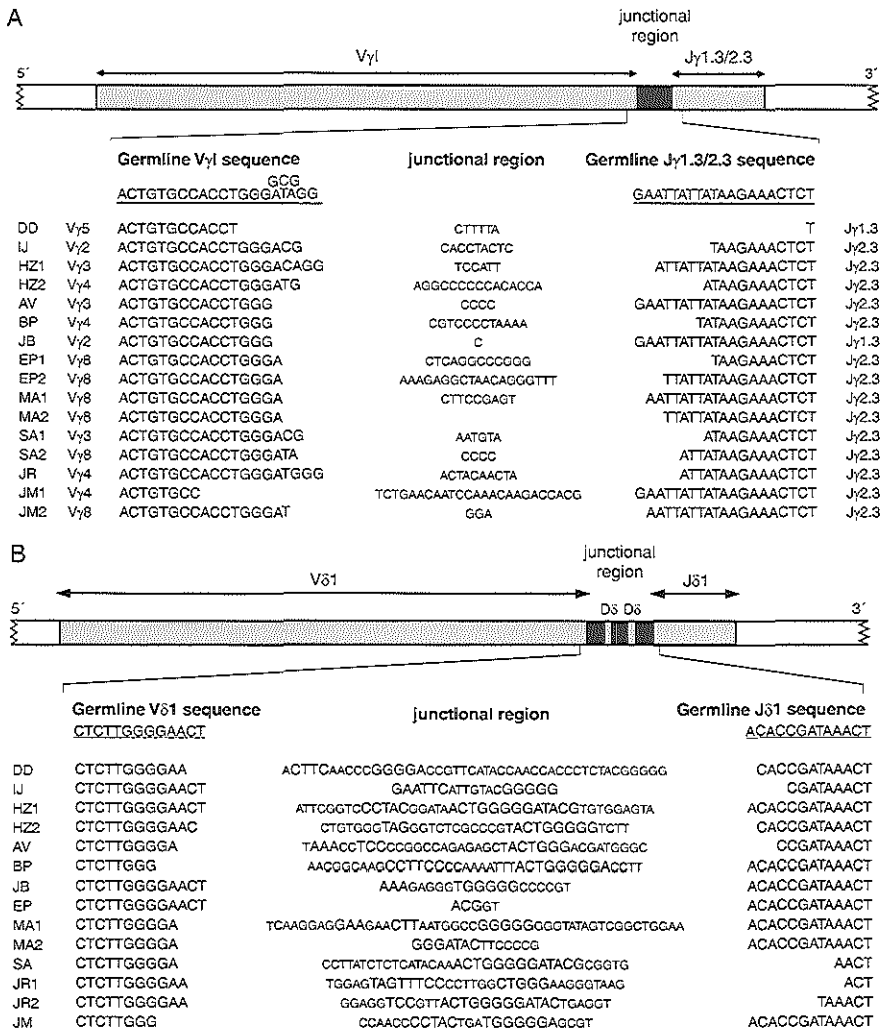 A
junctional
region
VγI
Jγ1.3/2.3
5´
3´
Germline VγI sequence
junctional region
Germline Jγ1.3/2.3 sequence
GCG
ACTGTGCCACCTGGGATAGG
GAATTATTATAAGAAACTCT
DD Vγ5 ACTGTGCCACCT CTTTTA T Jγ1.3
IJ Vγ2 ACTGTGCCACCTGGGACG CACCTACTC TAAGAAACTCT Jγ2.3
HZ1 Vγ3 ACTGTGCCACCTGGGACAGG TCCATT ATTATTATAAGAAACTCT Jγ2.3
HZ2 Vγ4 ACTGTGCCACCTGGGATG AGGCCCCCCACACCA ATAAGAAACTCT Jγ2.3
AV Vγ3 ACTGTGCCACCTGGG CCCC GAATTATTATAAGAAACTCT Jγ2.3
BP Vγ4 ACTGTGCCACCTGGG CGTCCCCTAAAA TATAAGAAACTCT Jγ2.3
JB Vγ2 ACTGTGCCACCTGGG C GAATTATTATAAGAAACTCT Jγ1.3
EP1 Vγ8 ACTGTGCCACCTGGGA CTCAGGCCCGGG TAAGAAACTCT Jγ2.3
EP2 Vγ8 ACTGTGCCACCTGGGA AAAGAGGCTAACAGGGTTT TTATTATAAGAAACTCT Jγ2.3
MA1 Vγ8 ACTGTGCCACCTGGGA CTTCCGAGT AATTATTATAAGAAACTCT Jγ2.3
MA2 Vγ8 ACTGTGCCACCTGGGA TTATTATAAGAAACTCT Jγ2.3
SA1 Vγ3 ACTGTGCCACCTGGGACG AATGTA ATAAGAAACTCT Jγ2.3
SA2 Vγ8 ACTGTGCCACCTGGGATA CCCC ATTATAAGAAACTCT Jγ2.3
JR Vγ4 ACTGTGCCACCTGGGATGGG ACTACAACTA ATTATAAGAAACTCT Jγ2.3
JM1 Vγ4 ACTGTGCC TCTGAACAATCCAAACAAGACCACG GAATTATTATAAGAAACTCT Jγ2.3
JM2 Vγ8 ACTGTGCCACCTGGGAT GGA AATTATTATAAGAAACTCT Jγ2.3
B
junctional
region
Vδ1
Jδ1
5´
Dδ Dδ
3´
Germline Vδ1 sequence
junctional region
Germline Jδ1 sequence
CTCTTGGGGAACT
ACACCGATAAACT
DD CTCTTGGGGAA ACTTCAACCCGGGGACCGTTCATACCAACCACCCTCTACGGGGG CACCGATAAACT
IJ CTCTTGGGGAACT GAATTCATTGTACGGGGG CGATAAACT
HZ1 CTCTTGGGGAACT ATTCGGTCCCTACGGATAACTGGGGGATACGTGTGGAGTA ACACCGATAAACT
HZ2 CTCTTGGGGAAC CTGTGGGTAGGGTCTCGCCCGTACTGGGGGTCTT CACCGATAAACT
AV CTCTTGGGGA TAAACCTCCCCGGCCAGAGAGCTACTGGGACGATGGGC CCGATAAACT
BP CTCTTGGG AACGGCAAGCCTTCCCCAAAATTTACTGGGGGACCTT ACACCGATAAACT
JB CTCTTGGGGAACT AAAGAGGGTGGGGGCCCCGT ACACCGATAAACT
EP CTCTTGGGGAACT ACGGT ACACCGATAAACT
MA1 CTCTTGGGGA TCAAGGAGGAAGAACTTAATGGCCGGGGGGGGTATAGTCGGCTGGAA ACACCGATAAACT
MA2 CTCTTGGGGA GGGATACTTCCCCG ACACCGATAAACT
SA CTCTTGGGGA CCTTATCTCTCATACAAACTGGGGGATACGCGGTG AACT
JR1 CTCTTGGGGAA TGGAGTAGTTTCCCCTTGGCTGGGAAGGGTAAG ACT
JR2 CTCTTGGGGAA GGAGGTCCGTTACTGGGGGATACTGAGGT TAAACT
JM CTCTTGGG CCAACCCCTACTGATGGGGGAGCGT ACACCGATAAACT